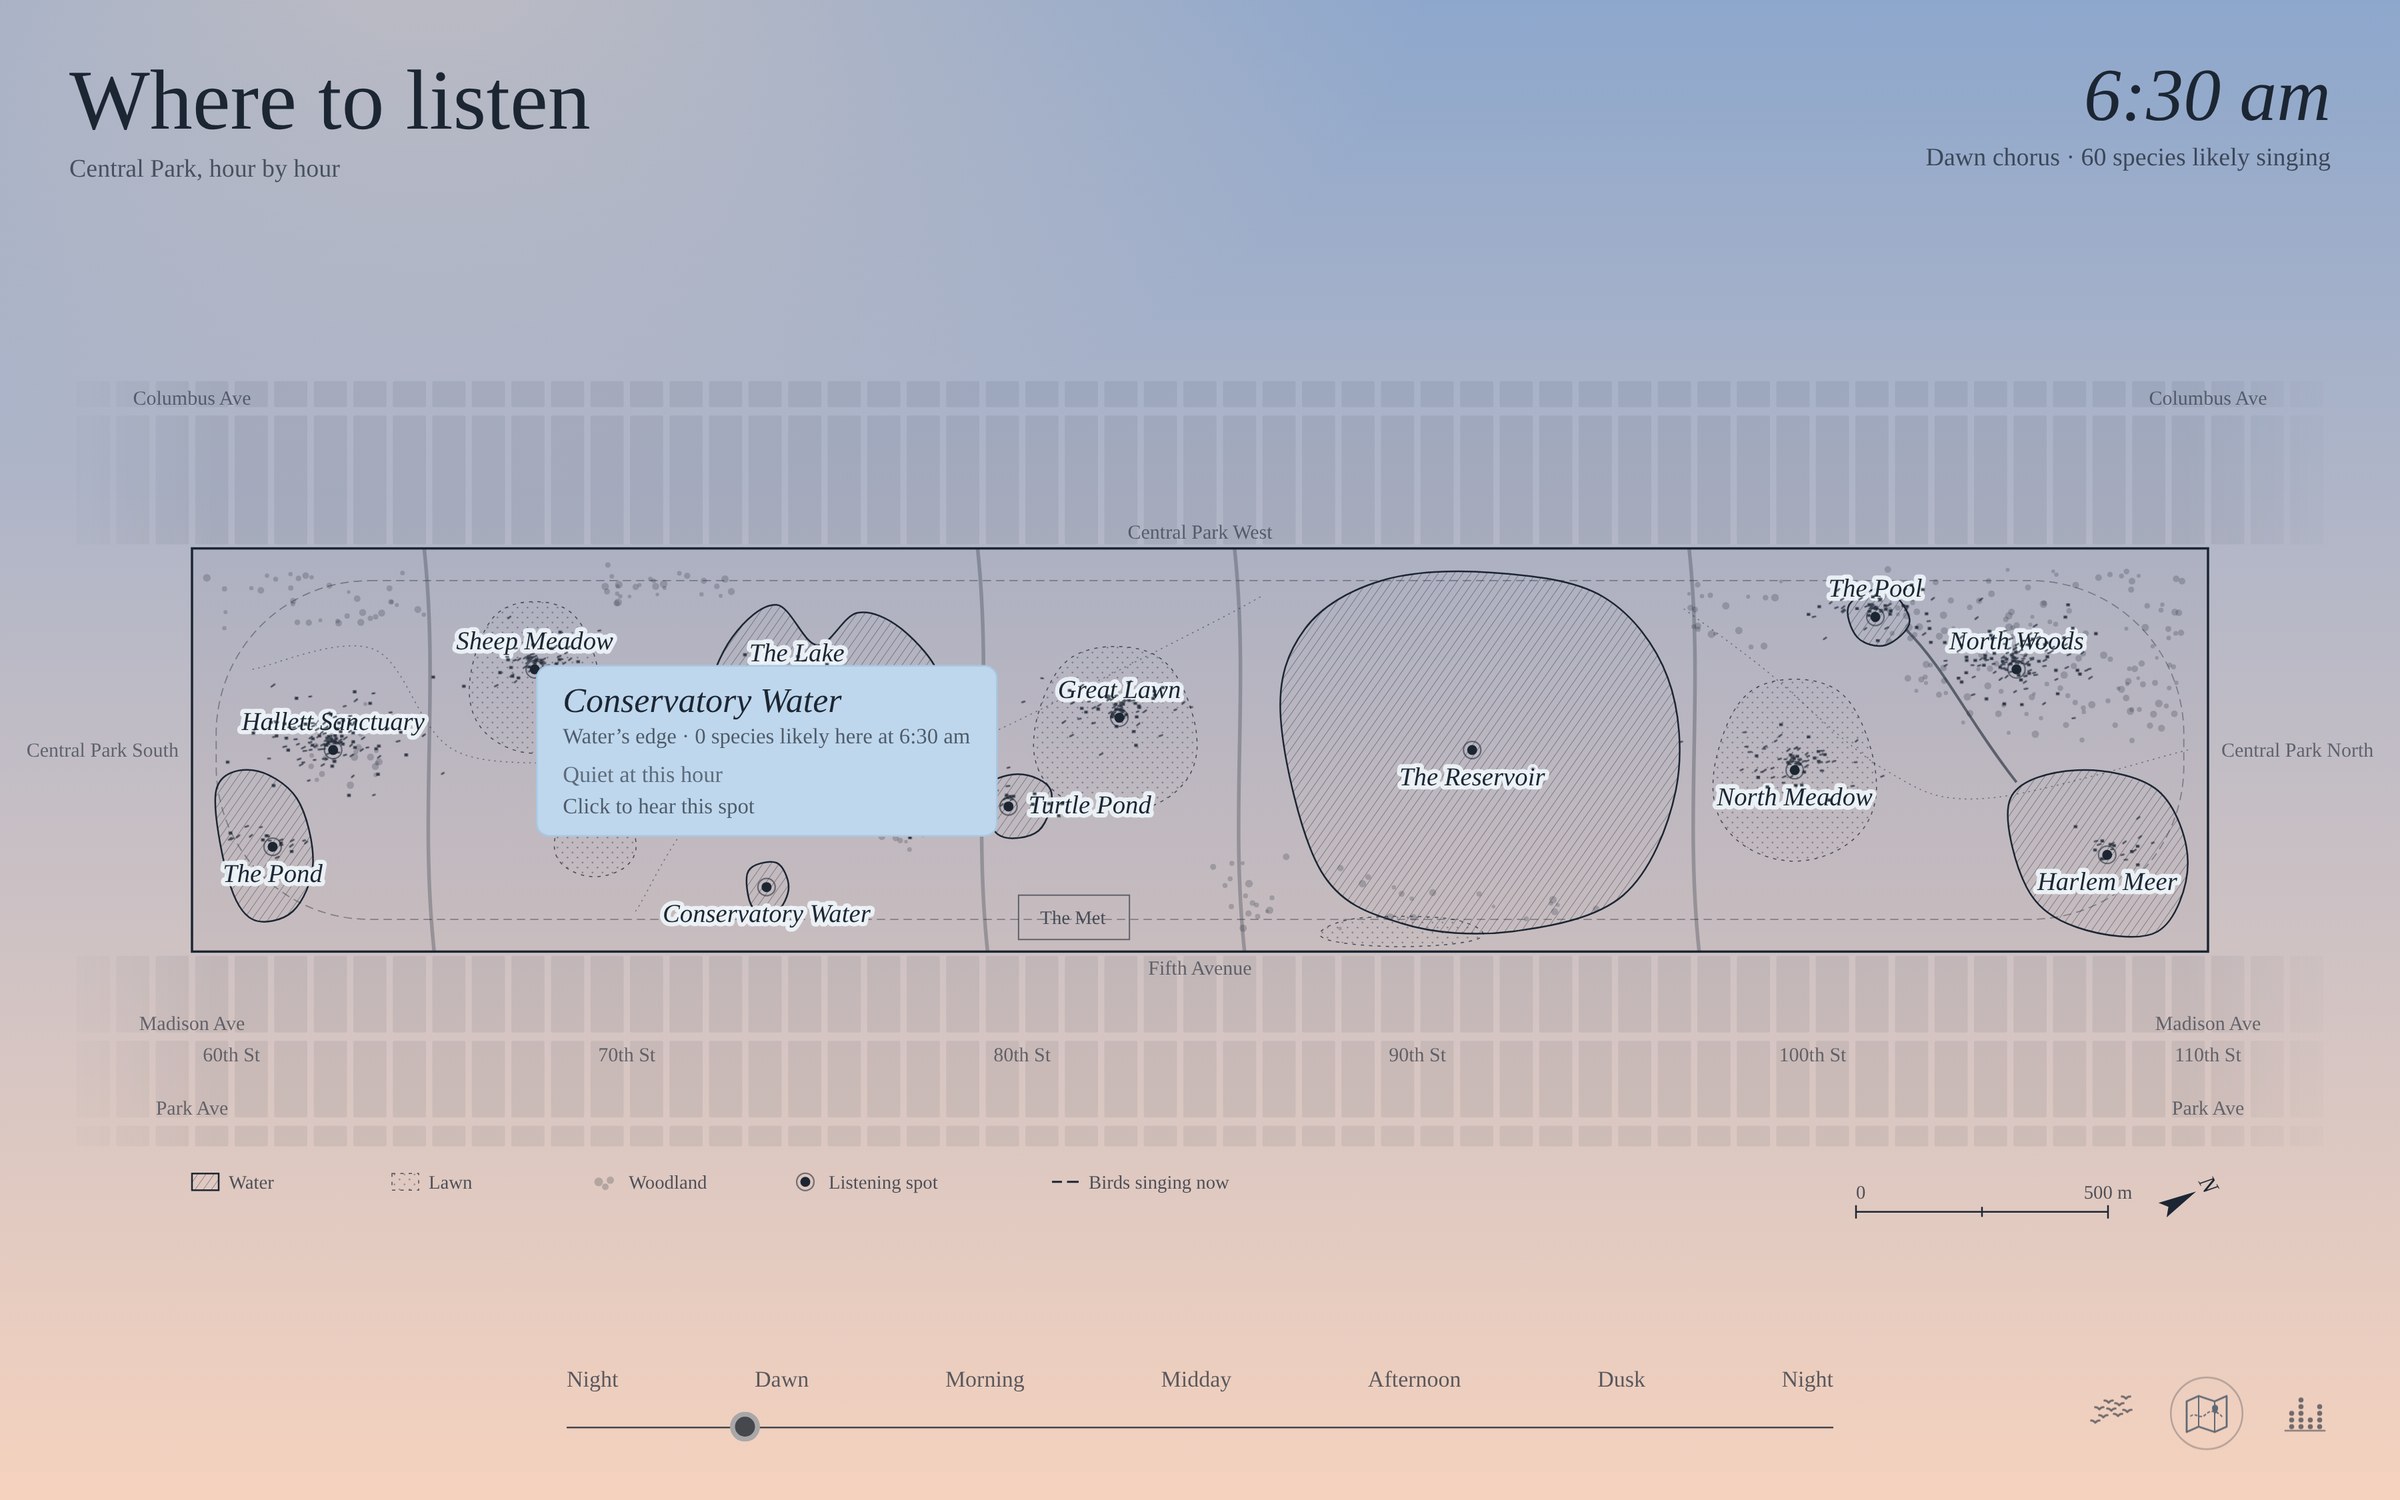 Where to listen
Central Park, hour by hour
6:30 am
Dawn chorus · 60 species likely singing
Columbus Ave
Columbus Ave
Central Park West
The Pool
Sheep Meadow
The Lake
North Woods
Great Lawn
Hallett Sanctuary
Conservatory Water
Water’s edge · 0 species likely here at 6:30 am
Quiet at this hour
Click to hear this spot
Central Park South
Central Park North
The Reservoir
Turtle Pond
North Meadow
The Pond
Harlem Meer
Conservatory Water
The Met
Fifth Avenue
Madison Ave
Madison Ave
60th St
70th St
80th St
90th St
100th St
110th St
Park Ave
Park Ave
Water
Lawn
Woodland
Listening spot
Birds singing now
0
500 m
N
Night
Dawn
Morning
Midday
Afternoon
Dusk
Night